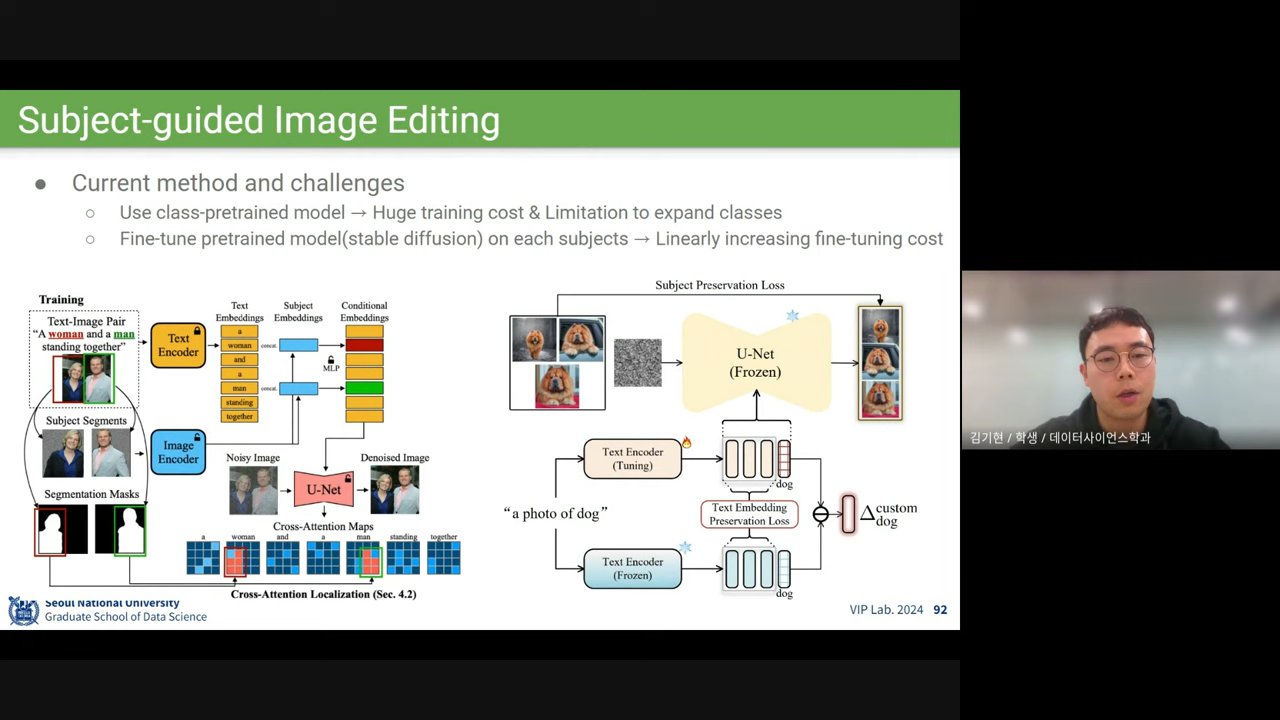 Subject-guided Image Editing
● Current method and challenges
○ Use class-pretrained model → Huge training cost & Limitation to expand classes
○ Fine-tune pretrained model(stable diffusion) on each subjects → Linearly increasing fine-tuning cost
Training
Text-Image Pair
“A woman and a man
standing together”
Text
Encoder
Text
Embeddings
a
woman
and
a
man
standing
together
Subject
Embeddings
concat.
concat.
MLP
Conditional
Embeddings
Subject Segments
Image
Encoder
Segmentation Masks
Noisy Image
U-Net
Denoised Image
Cross-Attention Maps
a woman and a man standing together
Cross-Attention Localization (Sec. 4.2)
Subject Preservation Loss
U-Net
(Frozen)
“a photo of dog”
Text Encoder
(Tuning)
dog
Text Embedding
Preservation Loss
Text Encoder
(Frozen)
dog
Δ custom
dog
Seoul National University
Graduate School of Data Science
VIP Lab. 2024 92
김기현 / 학생 / 데이터사이언스학과